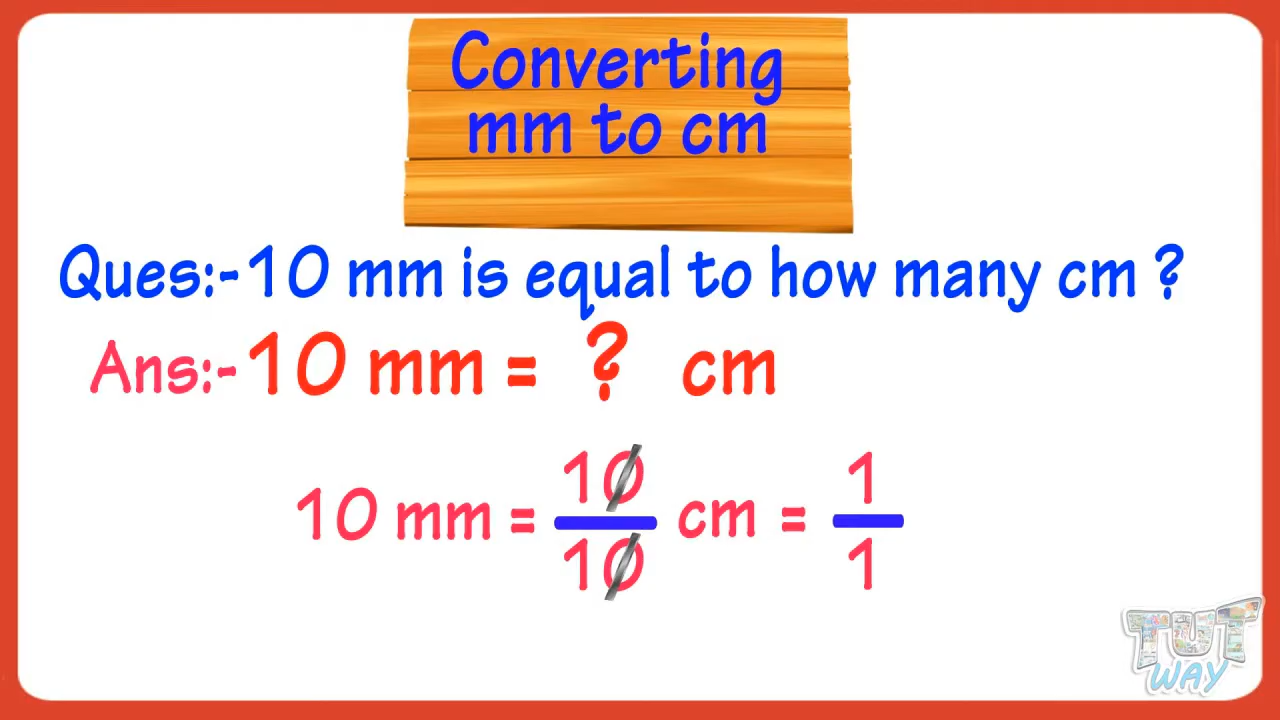 Converting
mm to cm
Ques:-10 mm is equal to how many cm ?
Ans:-10 mm = ? cm
10 mm = 10/10 cm = 1/1
TUT
WAY